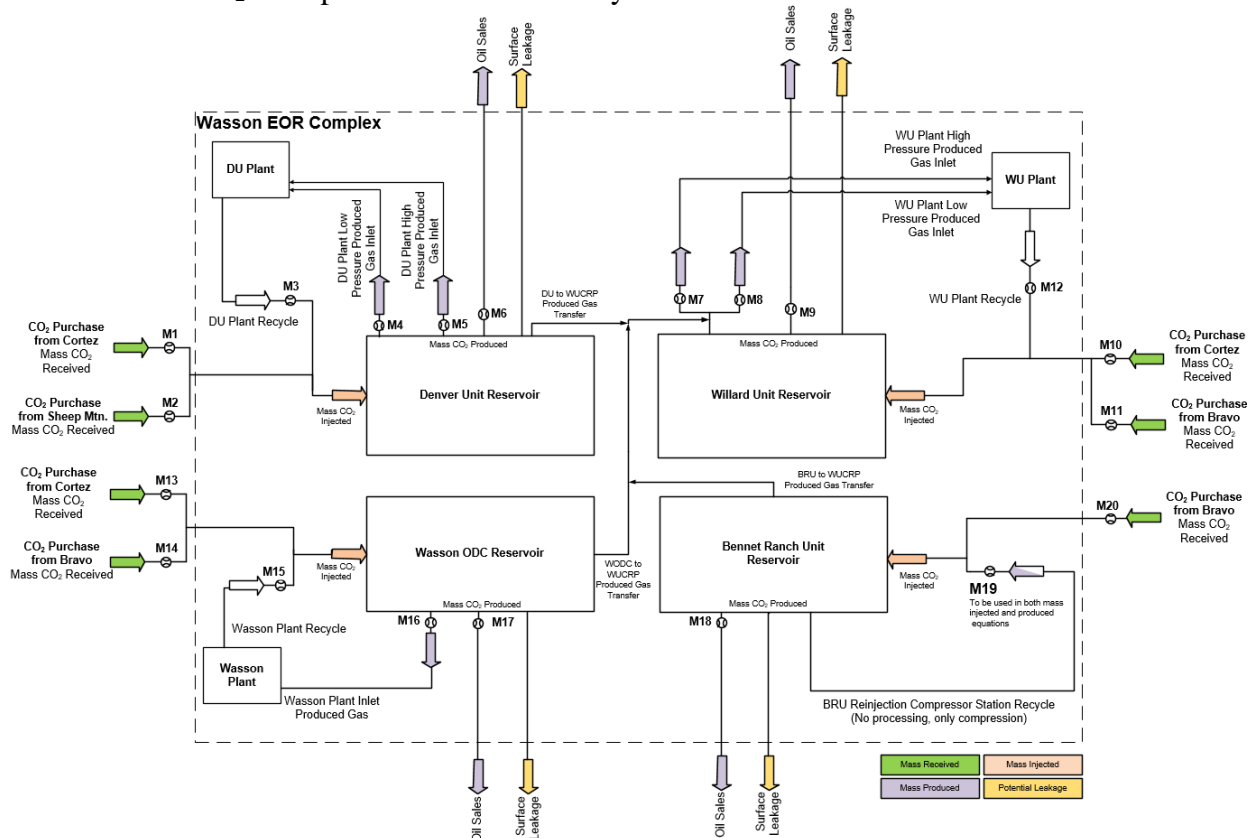 Oil Sales
Surface
Leakage
Oil Sales
Surface
Leakage
Wasson EOR Complex
DU Plant
DU Plant Low
Pressure Produced
Gas Inlet
DU Plant High
Pressure Produced
Gas Inlet
WU Plant High
Pressure Produced
Gas Inlet
WU Plant
WU Plant Low
Pressure Produced
Gas Inlet
M3
DU Plant Recycle
M4
M5
M6
DU to WUCRP
Produced Gas
Transfer
M7
M8
M9
WU Plant Recycle
M12
CO₂ Purchase
from Cortez
Mass CO₂
Received
M1
CO₂ Purchase
from Sheep Mtn.
Mass CO₂ Received
M2
Mass CO₂
Injected
Mass CO₂ Produced
Denver Unit Reservoir
Mass CO₂ Produced
Willard Unit Reservoir
Mass CO₂
Injected
M10
CO₂ Purchase
from Cortez
Mass CO₂
Received
M11
CO₂ Purchase
from Bravo
Mass CO₂
Received
CO₂ Purchase
from Cortez
Mass CO₂
Received
M13
CO₂ Purchase
from Bravo
Mass CO₂ Received
M14
M15
Mass CO₂
Injected
Wasson ODC Reservoir
Mass CO₂ Produced
WODC to
WUCRP
Produced Gas
Transfer
BRU to WUCRP
Produced Gas Transfer
Bennet Ranch Unit
Reservoir
Mass CO₂ Produced
Mass CO₂
Injected
M20
CO₂ Purchase
from Bravo
Mass CO₂
Received
M19
To be used in both mass
injected and produced
equations
Wasson Plant Recycle
Wasson
Plant
M16
M17
M18
Wasson Plant Inlet
Produced Gas
BRU Reinjection Compressor Station Recycle
(No processing, only compression)
Oil Sales
Surface
Leakage
Oil Sales
Surface
Leakage
Mass Received
Mass Injected
Mass Produced
Potential Leakage